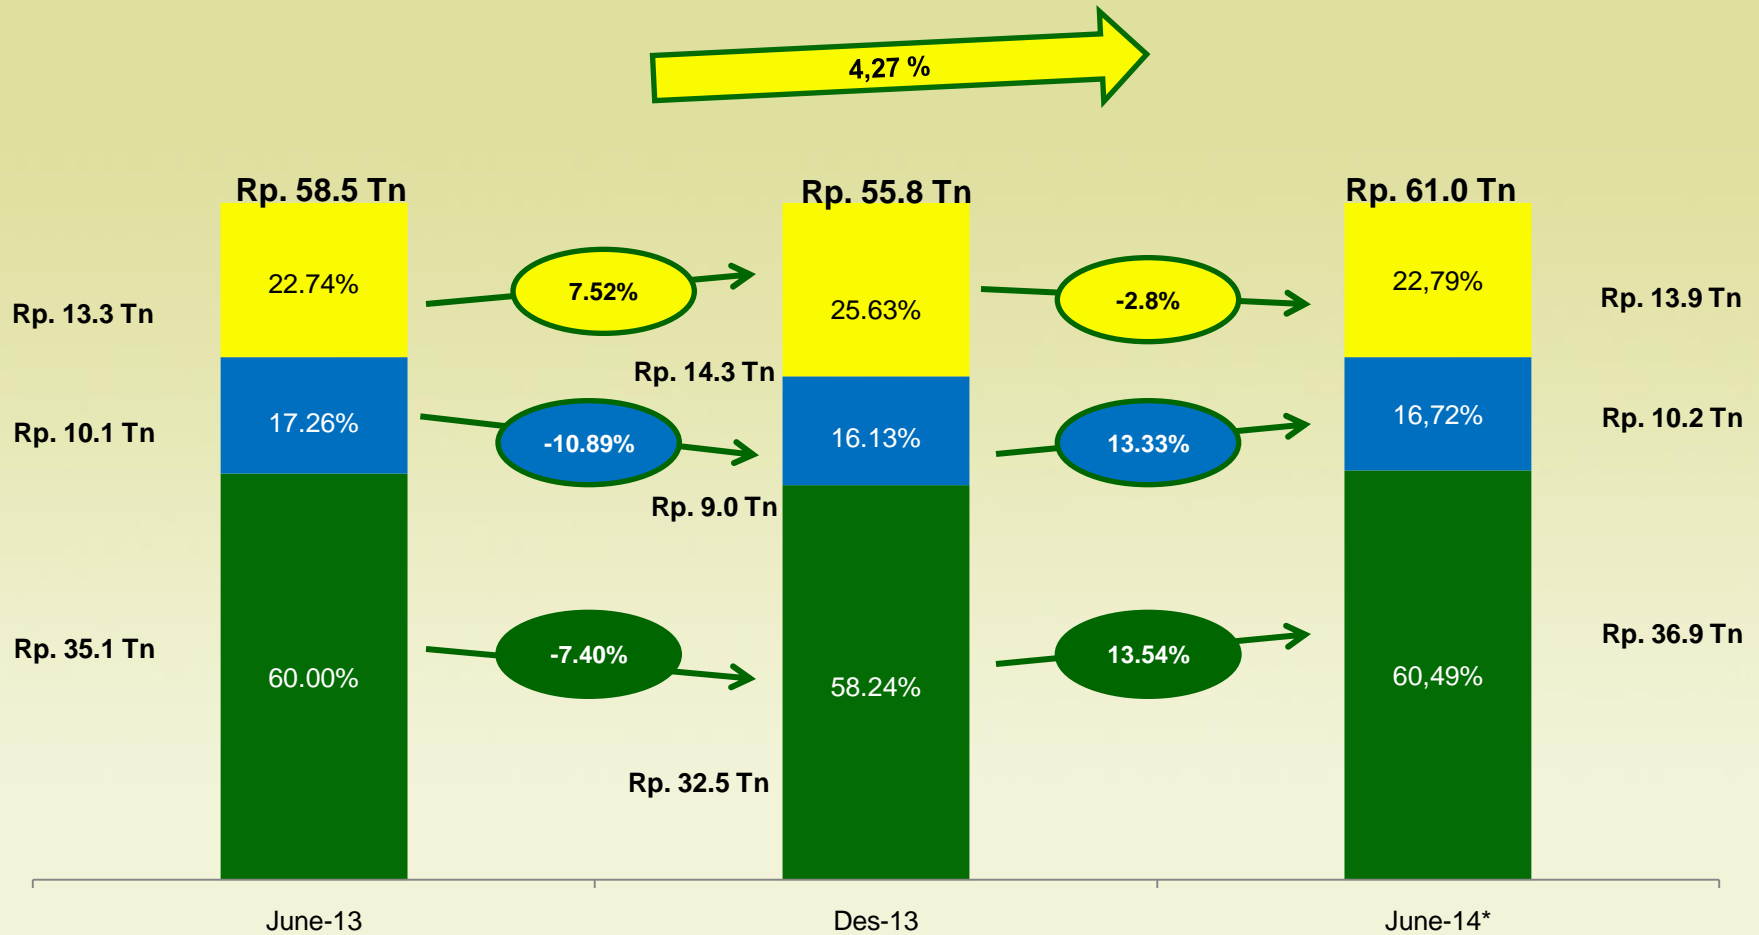 4,27 %
Rp. 58.5 Tn
Rp. 55.8 Tn
Rp. 61.0 Tn
22.74%
7.52%
25.63%
-2.8%
22,79%
Rp. 13.3 Tn
Rp. 13.9 Tn
Rp. 14.3 Tn
17.26%
-10.89%
16.13%
13.33%
16,72%
Rp. 10.1 Tn
Rp. 10.2 Tn
Rp. 9.0 Tn
Rp. 35.1 Tn
60.00%
-7.40%
58.24%
13.54%
60,49%
Rp. 36.9 Tn
Rp. 32.5 Tn
June-13
Des-13
June-14*